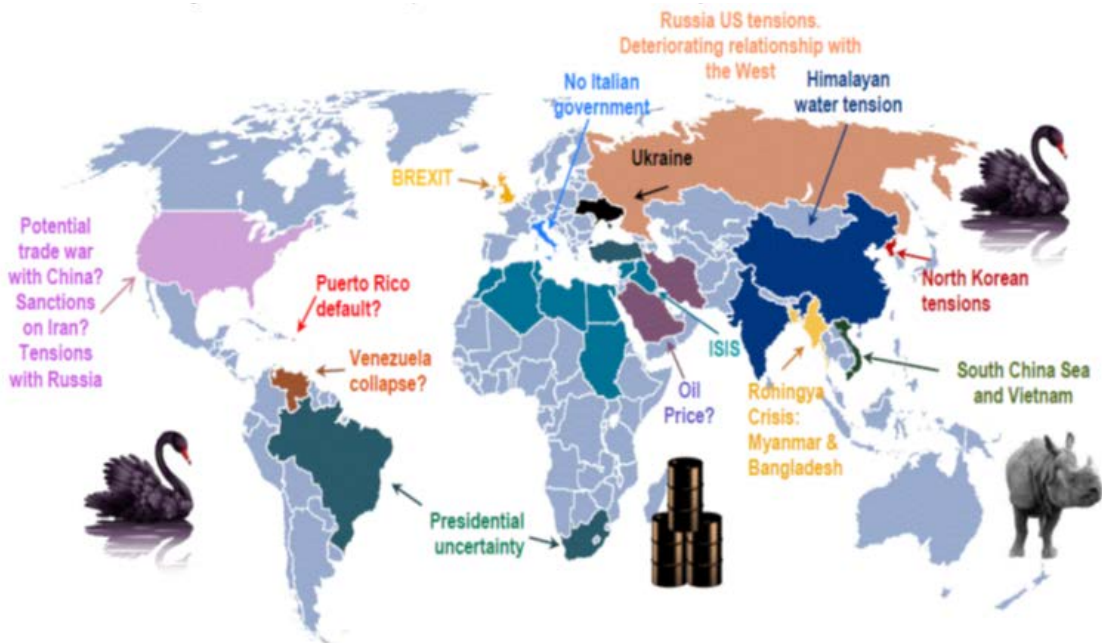 Russia US tensions.
Deteriorating relationship with
the West
No Italian
government
Himalayan
water tension
Ukraine
BREXIT
Potential
trade war
with China?
Sanctions
on Iran?
Tensions
with Russia
Puerto Rico
default?
North Korean
tensions
Venezuela
collapse?
ISIS
Oil
Price?
South China Sea
and Vietnam
Rohingya
Crisis:
Myanmar &
Bangladesh
Presidential
uncertainty